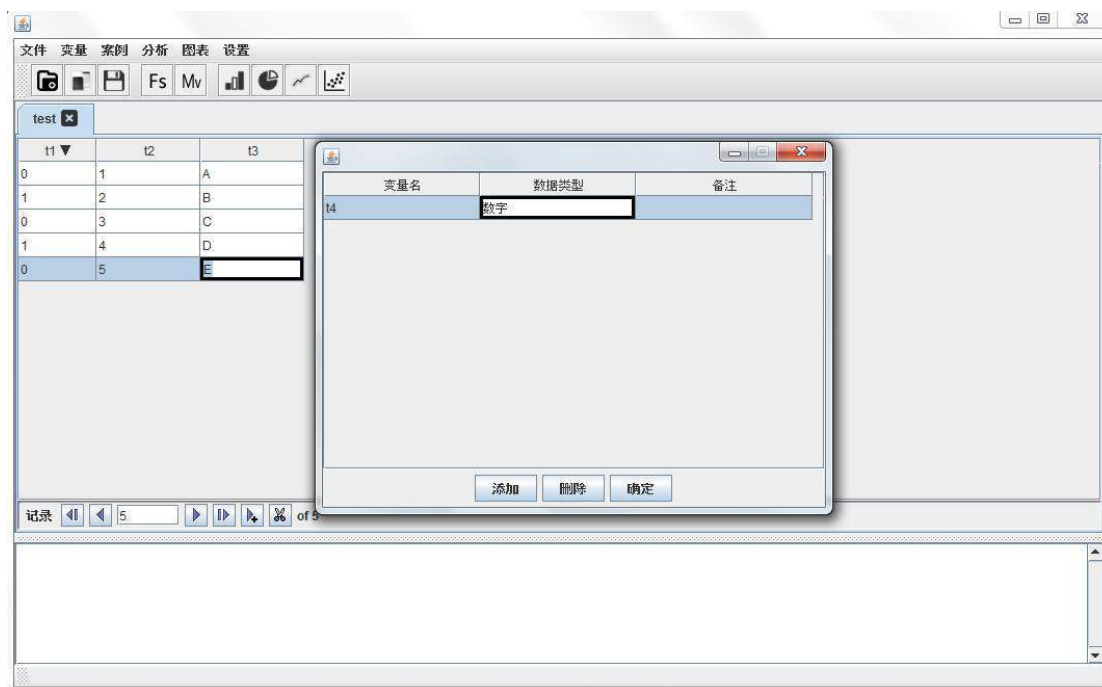 文件 变量 案例 分析 图表 设置
Fs Mv
test
t1 t2 t3
0 1 A
1 2 B
0 3 C
1 4 D
0 5 E
变量名 数据类型 备注
t4 数字
添加 删除 确定
记录 5 of 5